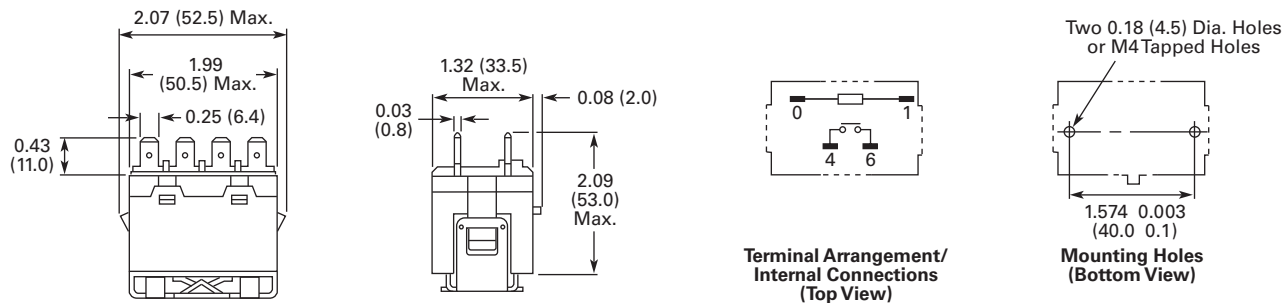 2.07 (52.5) Max.
1.99
(50.5) Max.
0.25 (6.4)
0.43
(11.0)
1.32 (33.5)
Max.
0.03
(0.8)
0.08 (2.0)
2.09
(53.0)
Max.
0
1
4
6
Terminal Arrangement/
Internal Connections
(Top View)
Two 0.18 (4.5) Dia. Holes
or M4 Tapped Holes
1.574 0.003
(40.0 0.1)
Mounting Holes
(Bottom View)